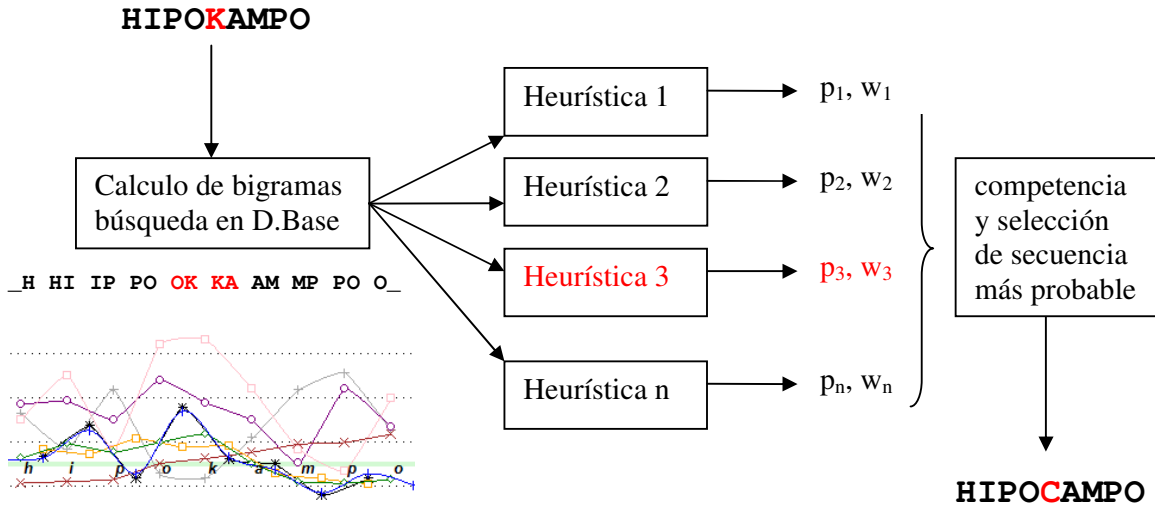 HIPOKAMPO
Calculo de bigramas
búsqueda en D.Base
_H HI IP PO OK KA AM MP PO O_
h i p o k a m p o
Heurística 1
p₁, w₁
Heurística 2
p₂, w₂
Heurística 3
p₃, w₃
Heurística n
pₙ, wₙ
competencia
y selección
de secuencia
más probable
HIPOCAMPO